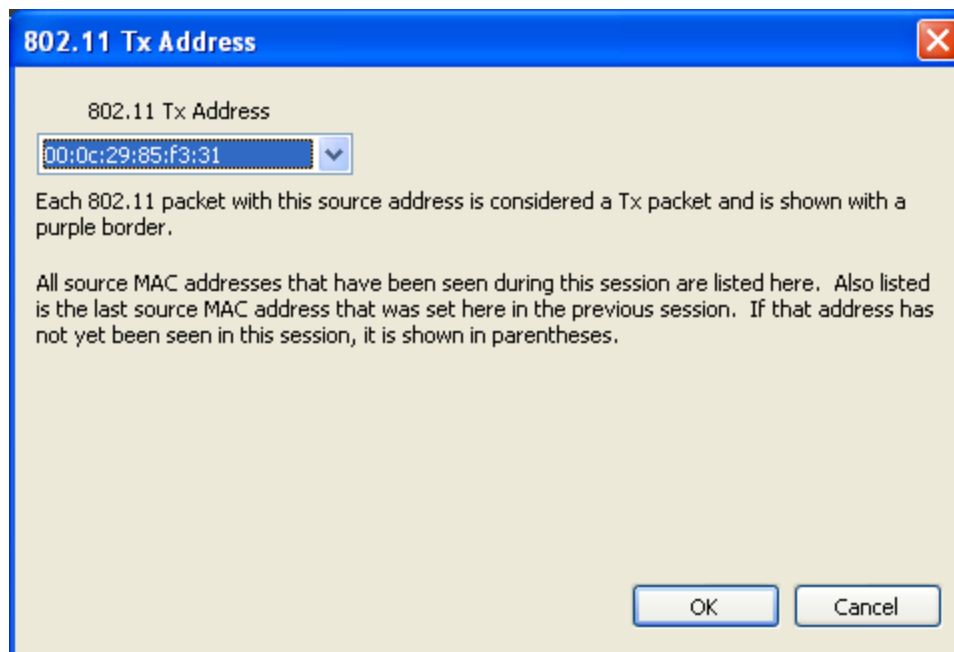 802.11 Tx Address
802.11 Tx Address
00:0c:29:85:f3:31
Each 802.11 packet with this source address is considered a Tx packet and is shown with a
purple border.
All source MAC addresses that have been seen during this session are listed here.  Also listed
is the last source MAC address that was set here in the previous session.  If that address has
not yet been seen in this session, it is shown in parentheses.
OK
Cancel